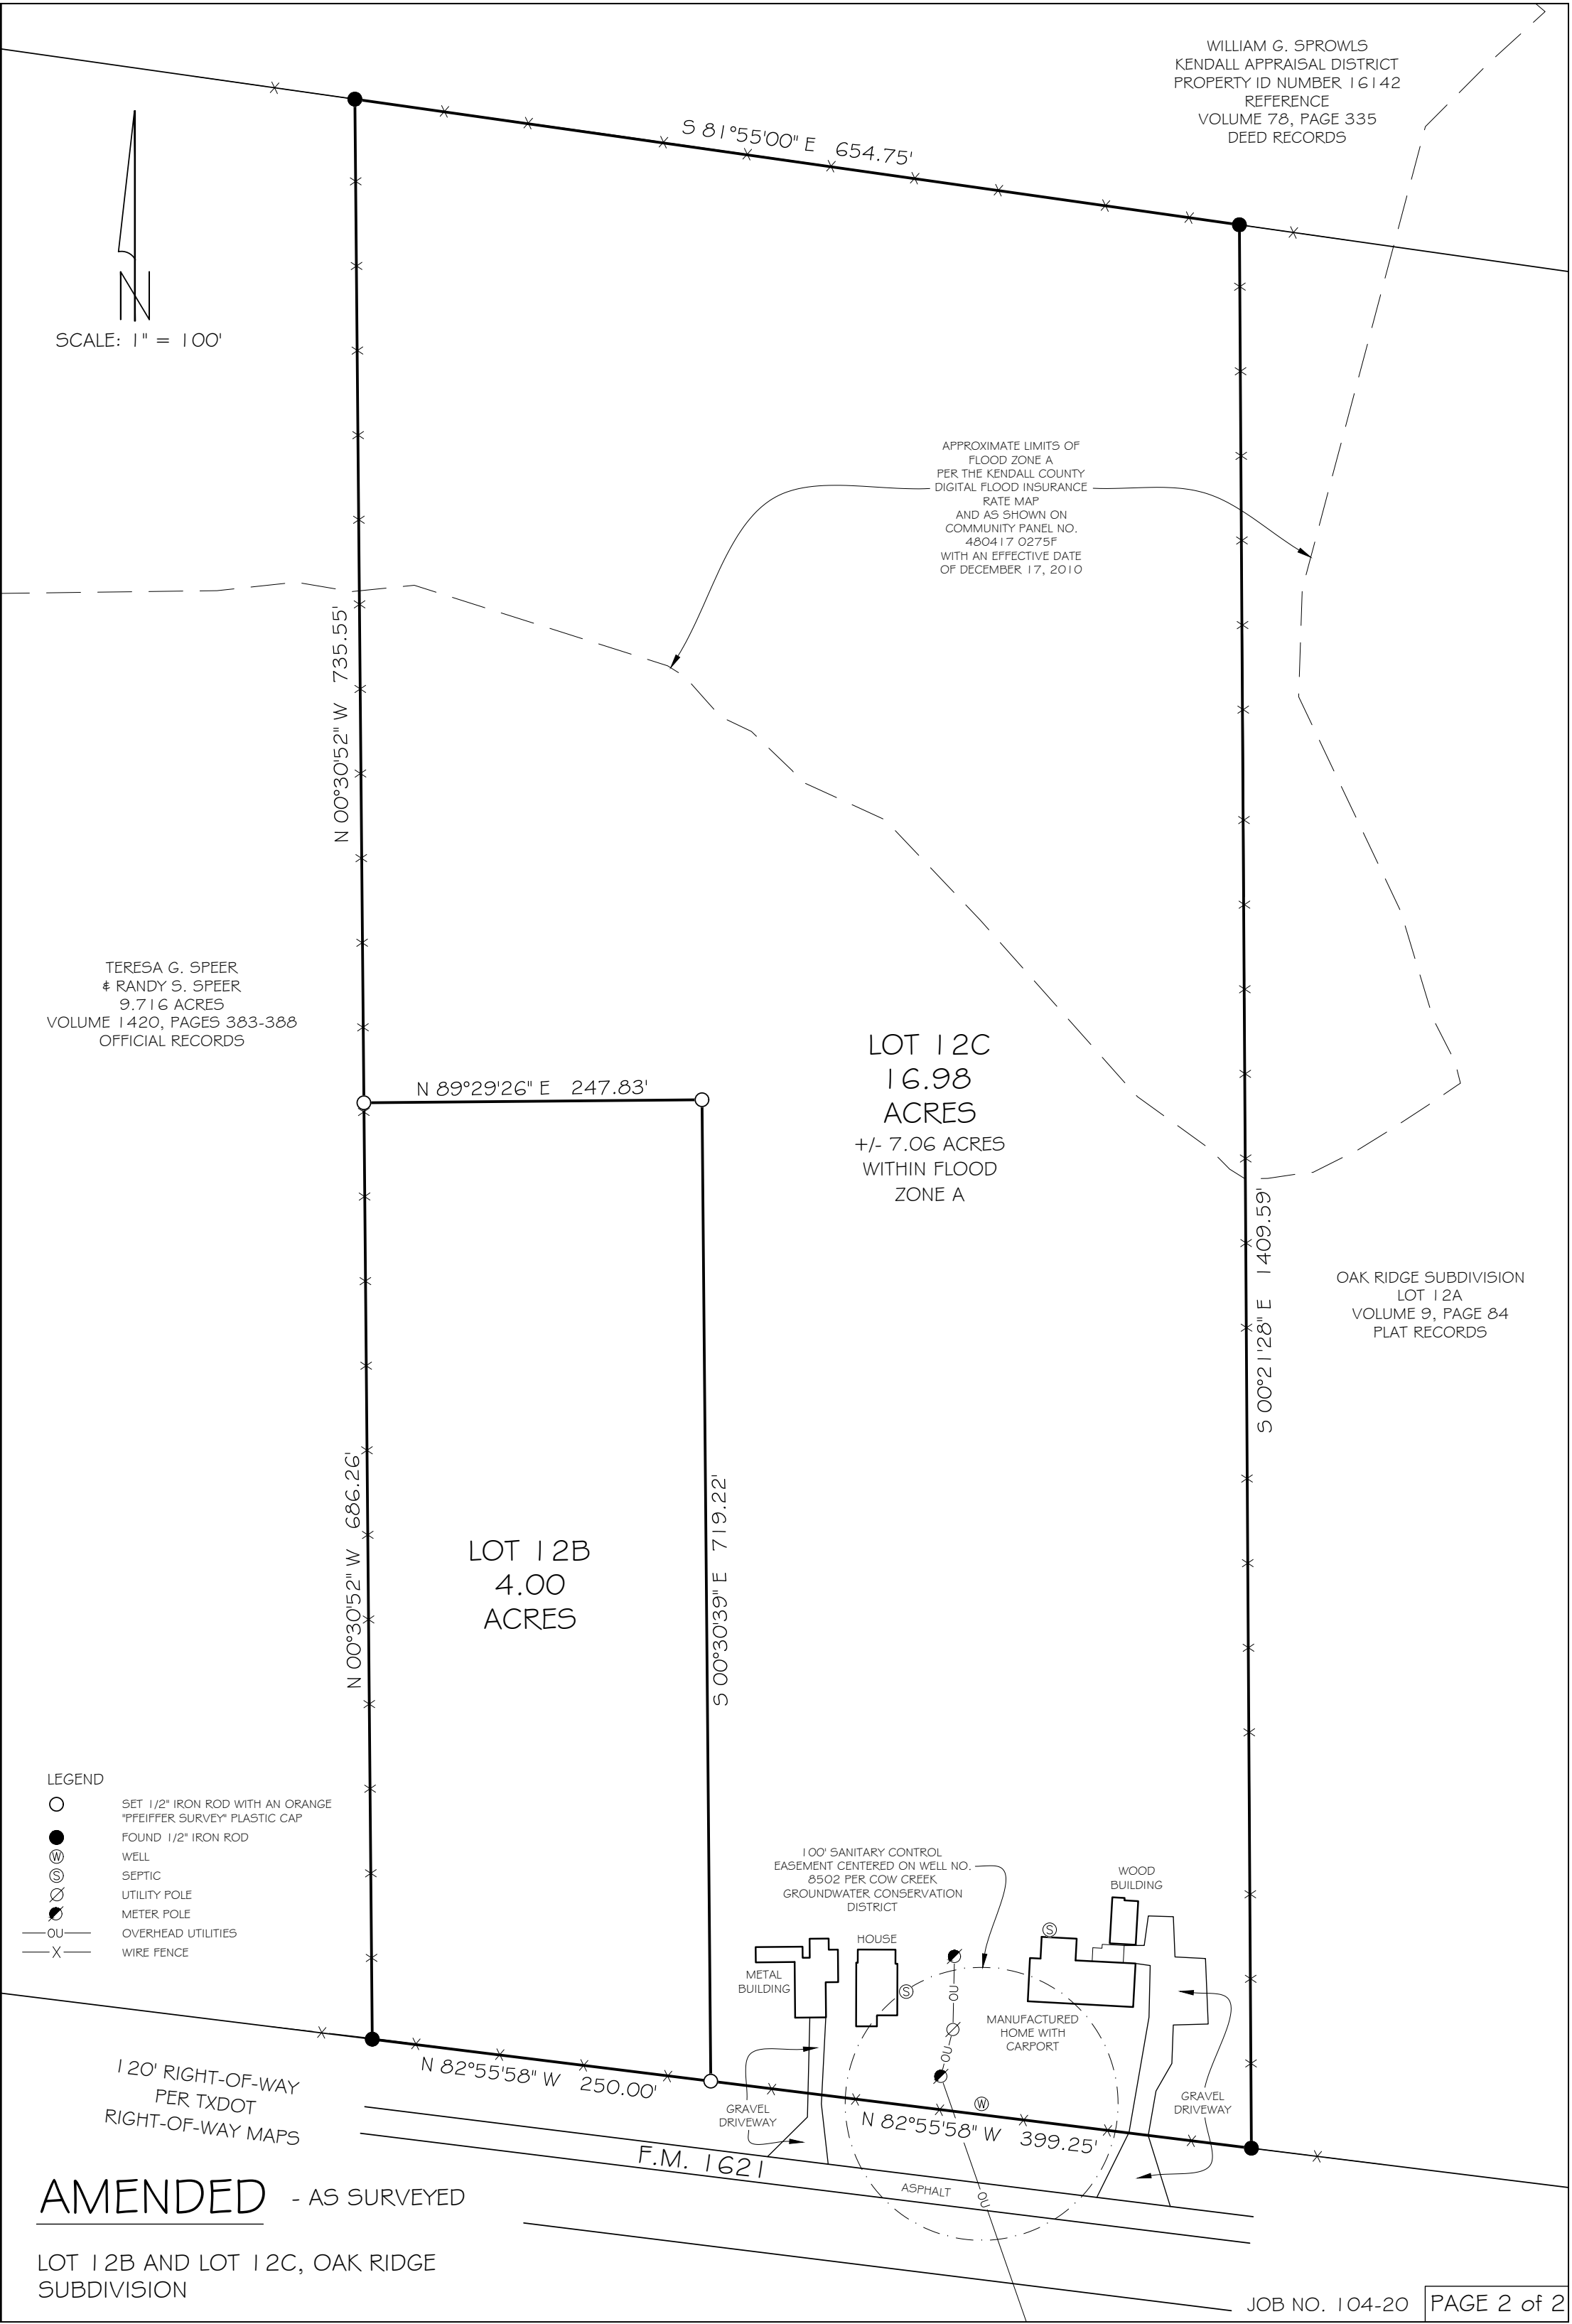 WILLIAM G. SPROWLS
KENDALL APPRAISAL DISTRICT
PROPERTY ID NUMBER 16142
REFERENCE
VOLUME 78, PAGE 335
DEED RECORDS
S 81°55'00" E 654.75'
N
SCALE: 1" = 100'
APPROXIMATE LIMITS OF
FLOOD ZONE A
PER THE KENDALL COUNTY
DIGITAL FLOOD INSURANCE
RATE MAP
AND AS SHOWN ON
COMMUNITY PANEL NO.
480417 0275F
WITH AN EFFECTIVE DATE
OF DECEMBER 17, 2010
N 00°30'52" W 735.55'
TERESA G. SPEER
& RANDY S. SPEER
9.716 ACRES
VOLUME 1420, PAGES 383-388
OFFICIAL RECORDS
LOT 12C
16.98
ACRES
+/- 7.06 ACRES
WITHIN FLOOD
ZONE A
N 89°29'26" E 247.83'
S 00°21'28" E 1409.59'
OAK RIDGE SUBDIVISION
LOT 12A
VOLUME 9, PAGE 84
PLAT RECORDS
N 00°30'52" W 686.26'
LOT 12B
4.00
ACRES
S 00°30'39" E 719.22'
LEGEND
SET 1/2" IRON ROD WITH AN ORANGE
"PFEIFFER SURVEY" PLASTIC CAP
FOUND 1/2" IRON ROD
W WELL
S SEPTIC
UTILITY POLE
METER POLE
OU OVERHEAD UTILITIES
X WIRE FENCE
100' SANITARY CONTROL
EASEMENT CENTERED ON WELL NO.
8502 PER COW CREEK
GROUNDWATER CONSERVATION
DISTRICT
WOOD
BUILDING
S
HOUSE
METAL
BUILDING
S
OU
MANUFACTURED
HOME WITH
CARPORT
OU
W
GRAVEL
DRIVEWAY
GRAVEL
DRIVEWAY
N 82°55'58" W 250.00'
N 82°55'58" W 399.25'
120' RIGHT-OF-WAY
PER TXDOT
RIGHT-OF-WAY MAPS
F.M. 1621
ASPHALT
OU
AMENDED - AS SURVEYED
LOT 12B AND LOT 12C, OAK RIDGE
SUBDIVISION
JOB NO. 104-20
PAGE 2 of 2